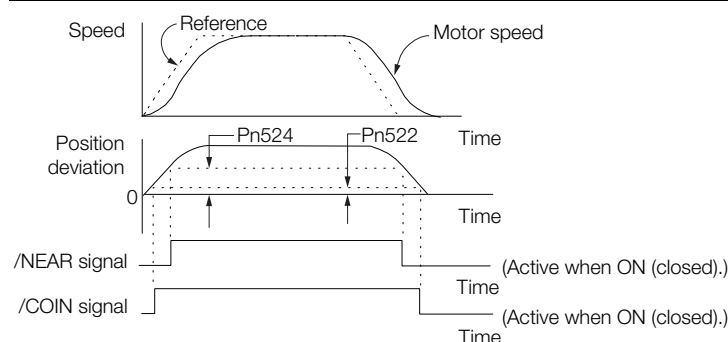 Speed
Reference
Motor speed
Time
Position
deviation
Pn524
Pn522
0
Time
/NEAR signal
(Active when ON (closed).)
Time
/COIN signal
(Active when ON (closed).)
Time